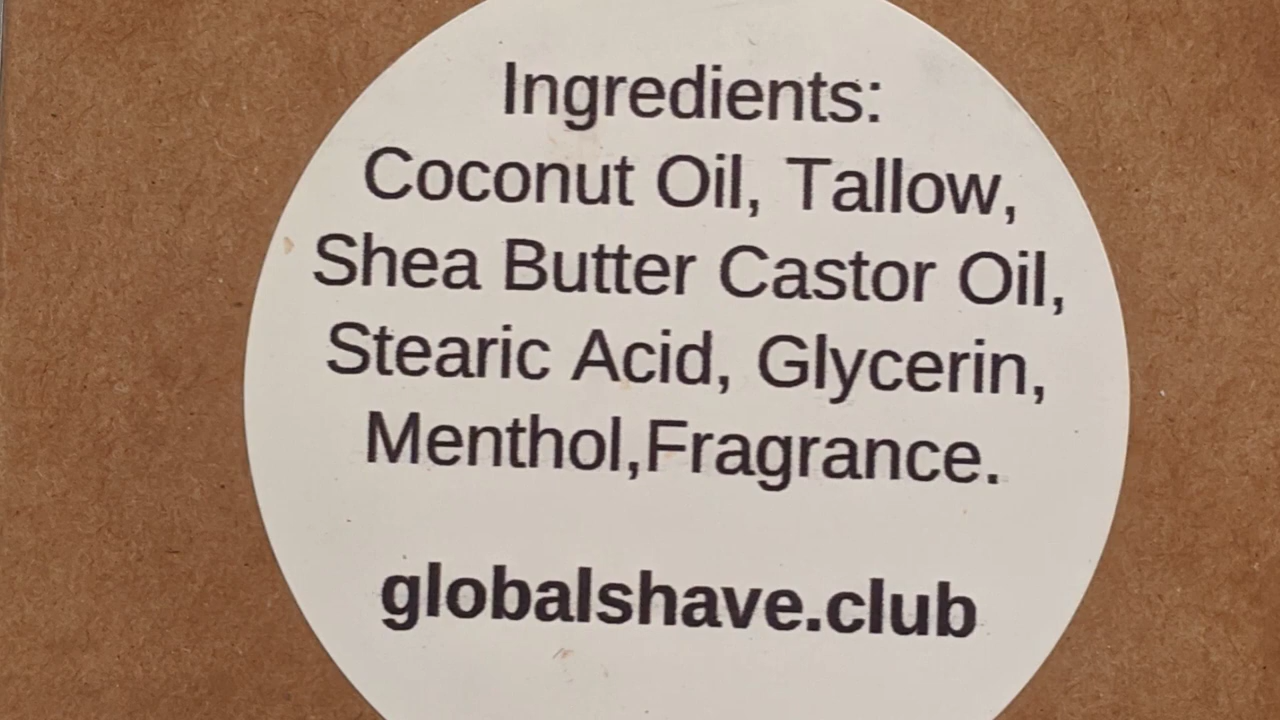 Ingredients:
Coconut Oil, Tallow,
Shea Butter Castor Oil,
Stearic Acid, Glycerin,
Menthol,Fragrance.
globalshave.club